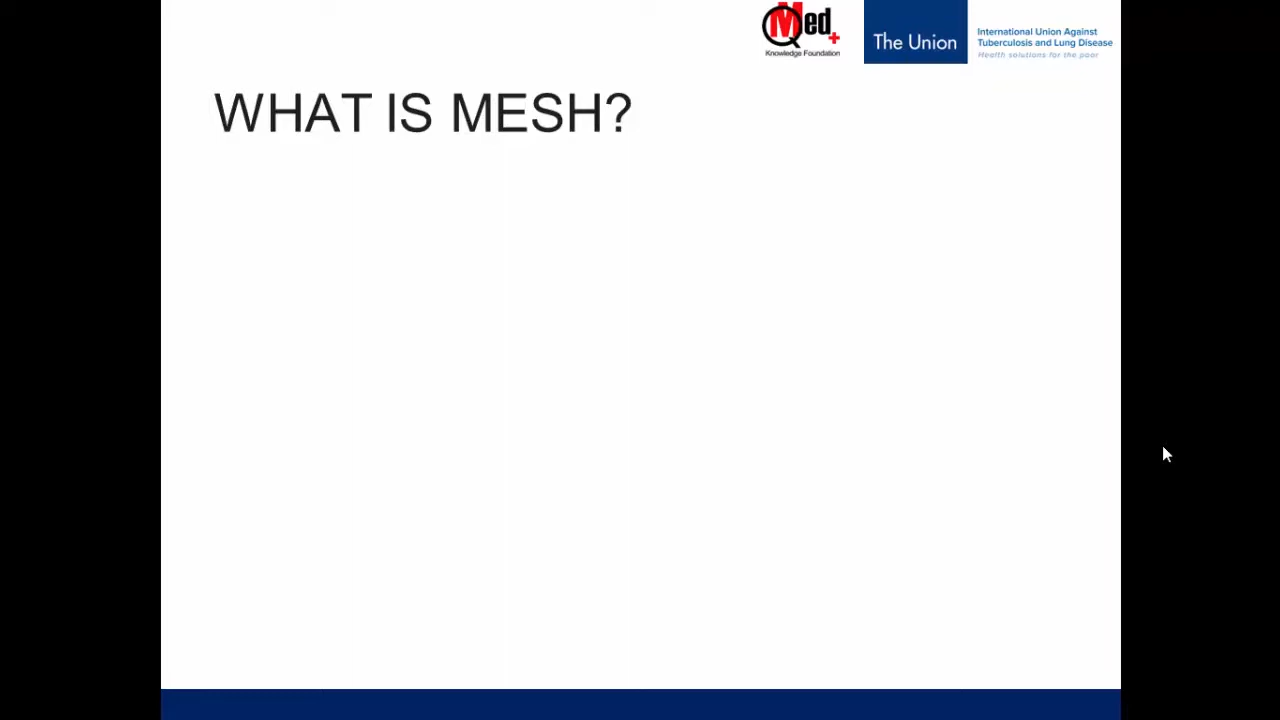 QMed
Knowledge Foundation
The Union
International Union Against
Tuberculosis and Lung Disease
Health solutions for the poor
WHAT IS MESH?